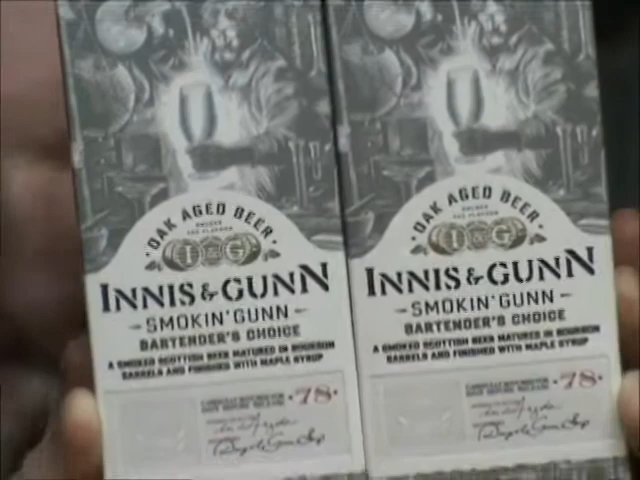 OAK AGED BEER
I&G
INNIS & GUNN
SMOKIN' GUNN
BARTENDER'S CHOICE
A SMOKED SCOTTISH BEER MATURED IN BOURBON
BARRELS AND FINISHED WITH MAPLE SYRUP
·78·
OAK AGED BEER
I&G
INNIS & GUNN
SMOKIN' GUNN
BARTENDER'S CHOICE
A SMOKED SCOTTISH BEER MATURED IN BOURBON
BARRELS AND FINISHED WITH MAPLE SYRUP
·78·